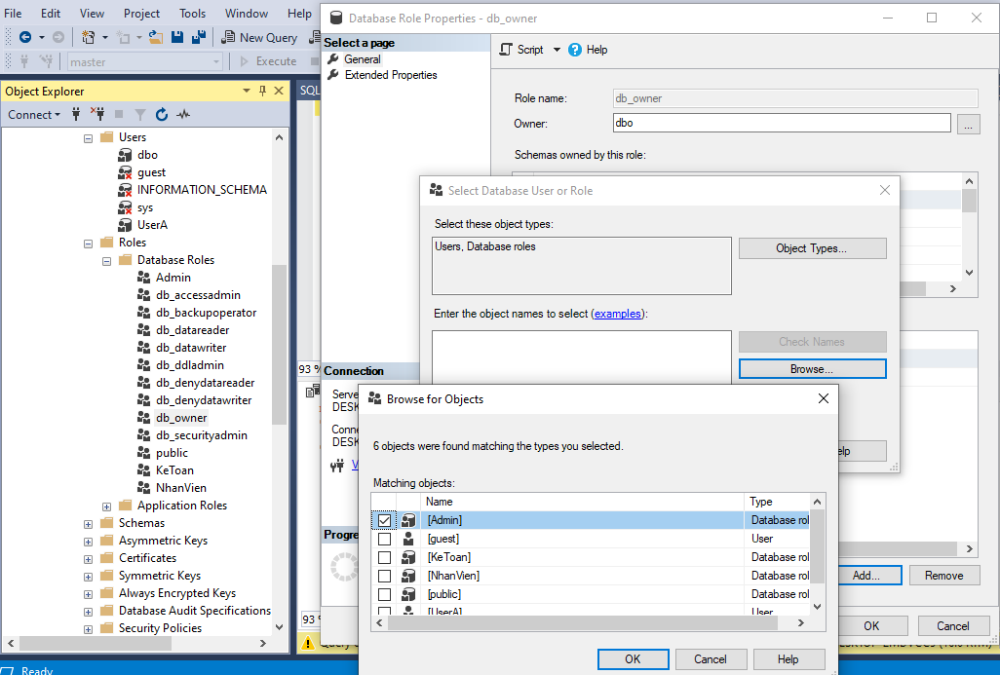 File Edit View Project Tools Window Help
New Query
master
Execute
Object Explorer
Connect
Users
dbo
guest
INFORMATION_SCHEMA
sys
UserA
Roles
Database Roles
Admin
db_accessadmin
db_backupoperator
db_datareader
db_datawriter
db_ddladmin
db_denydatareader
db_denydatawriter
db_owner
db_securityadmin
public
KeToan
NhanVien
Application Roles
Schemas
Asymmetric Keys
Certificates
Symmetric Keys
Always Encrypted Keys
Database Audit Specifications
Security Policies
Ready
SQL
93 %
93 %
Database Role Properties - db_owner
Select a page
General
Extended Properties
Script
Help
Role name: db_owner
Owner: dbo
...
Schemas owned by this role:
Connection
Serve
DESK
Conne
DESK
Progre
Add...
Remove
OK
Cancel
Select Database User or Role
Select these object types:
Users, Database roles
Object Types...
Enter the object names to select (examples):
Check Names
Browse...
elp
Browse for Objects
6 objects were found matching the types you selected.
Matching objects:
Name Type
[Admin] Database rol
[guest] User
[KeToan] Database rol
[NhanVien] Database rol
[public] Database rol
[UserA] User
OK
Cancel
Help